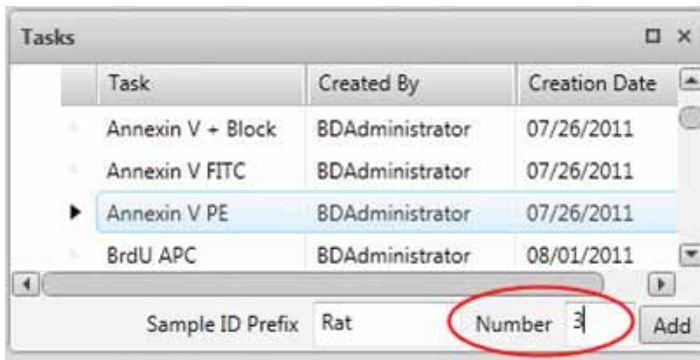 Tasks
Task Created By Creation Date
Annexin V + Block BDAdministrator 07/26/2011
Annexin V FITC BDAdministrator 07/26/2011
Annexin V PE BDAdministrator 07/26/2011
BrdU APC BDAdministrator 08/01/2011
Sample ID Prefix Rat Number 3 Add